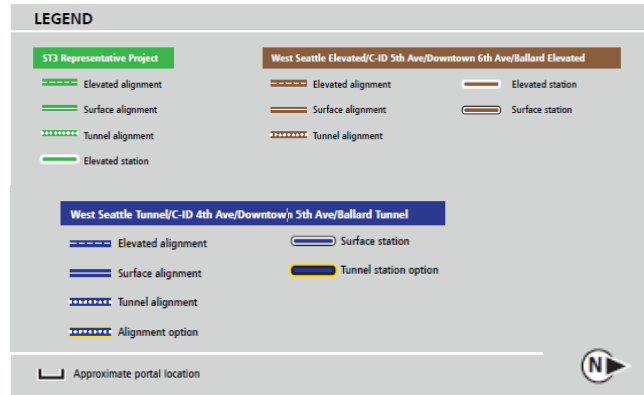 LEGEND
ST3 Representative Project
Elevated alignment
Surface alignment
Tunnel alignment
Elevated station
West Seattle Elevated/C-ID 5th Ave/Downtown 6th Ave/Ballard Elevated
Elevated alignment
Surface alignment
Tunnel alignment
Elevated station
Surface station
West Seattle Tunnel/C-ID 4th Ave/Downtown 5th Ave/Ballard Tunnel
Elevated alignment
Surface alignment
Tunnel alignment
Alignment option
Surface station
Tunnel station option
Approximate portal location
N